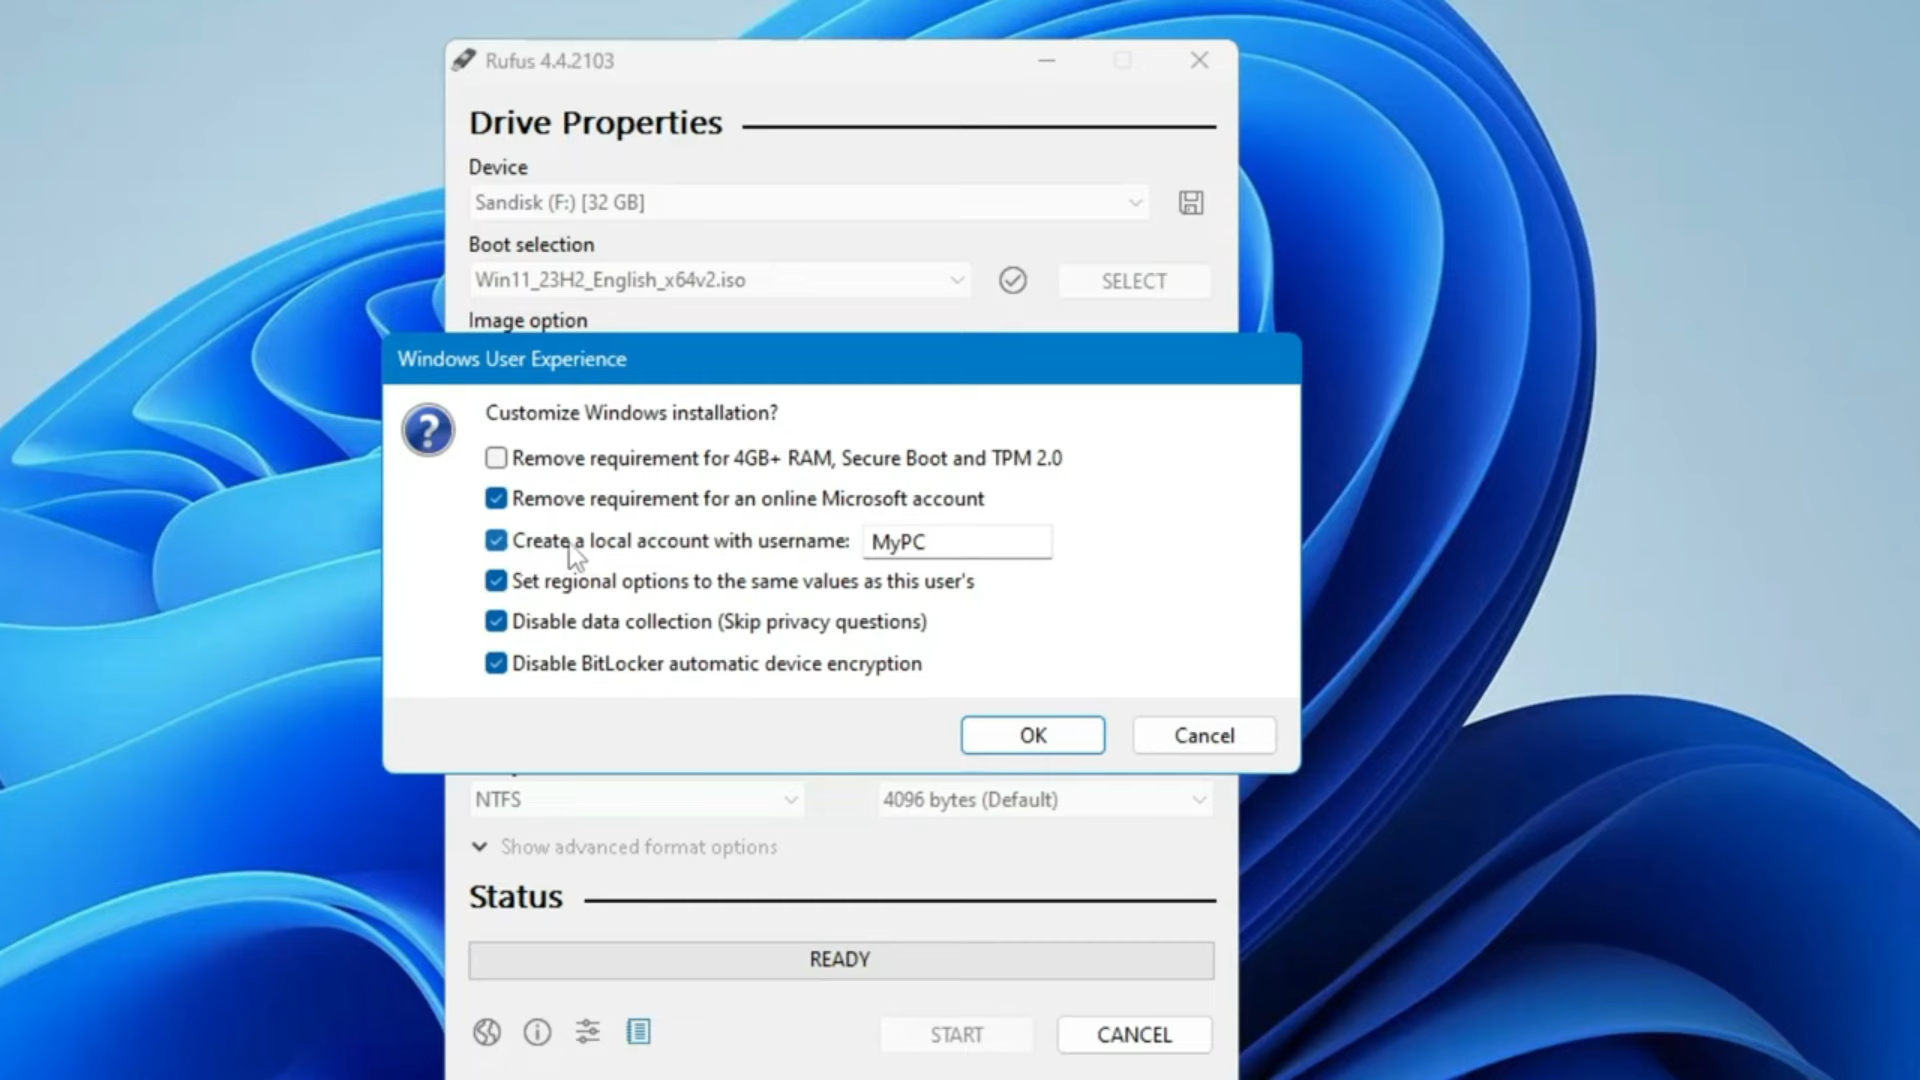 Rufus 4.4.2103
Drive Properties
Device
Sandisk (F:) [32 GB]
Boot selection
Win11_23H2_English_x64v2.iso
SELECT
Image option
Windows User Experience
Customize Windows installation?
Remove requirement for 4GB+ RAM, Secure Boot and TPM 2.0
Remove requirement for an online Microsoft account
Create a local account with username: MyPC
Set regional options to the same values as this user's
Disable data collection (Skip privacy questions)
Disable BitLocker automatic device encryption
OK Cancel
NTFS 4096 bytes (Default)
Show advanced format options
Status
READY
START CANCEL